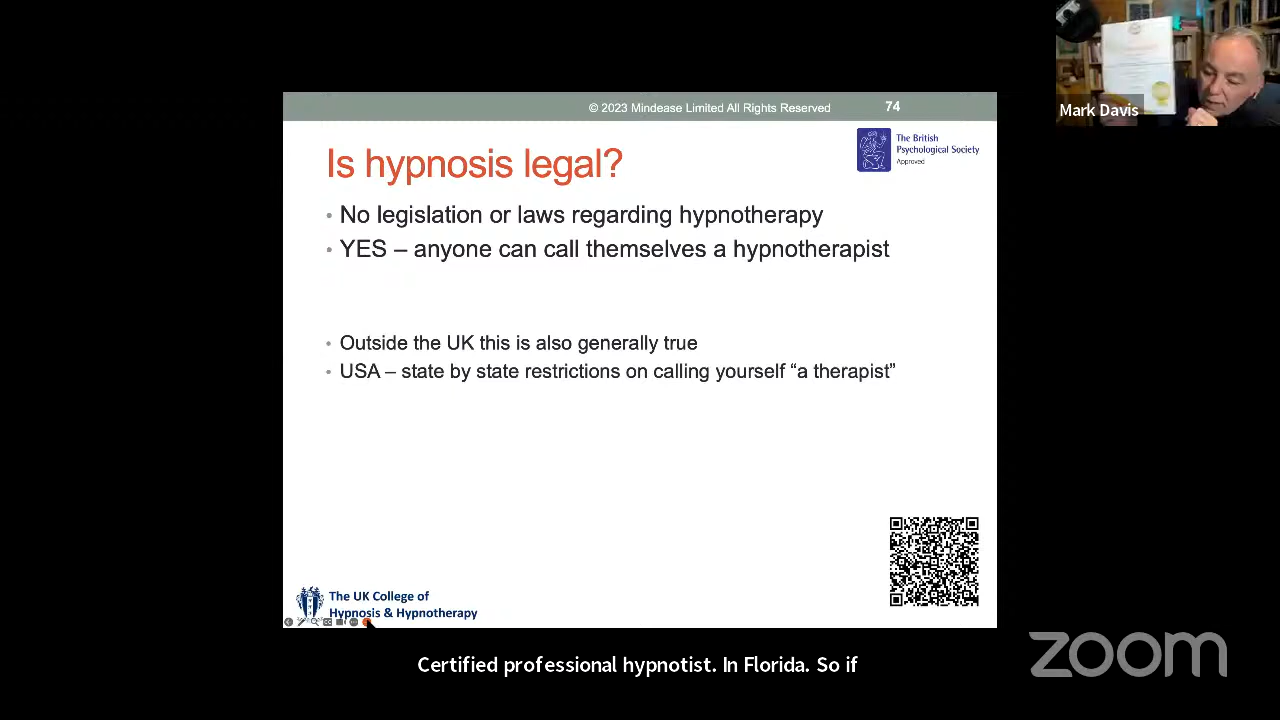 © 2023 Mindease Limited All Rights Reserved 74
Mark Davis
The British
Psychological Society
Approved
Is hypnosis legal?
• No legislation or laws regarding hypnotherapy
• YES – anyone can call themselves a hypnotherapist
• Outside the UK this is also generally true
• USA – state by state restrictions on calling yourself “a therapist”
The UK College of
Hypnosis & Hypnotherapy
Certified professional hypnotist. In Florida. So if
zoom